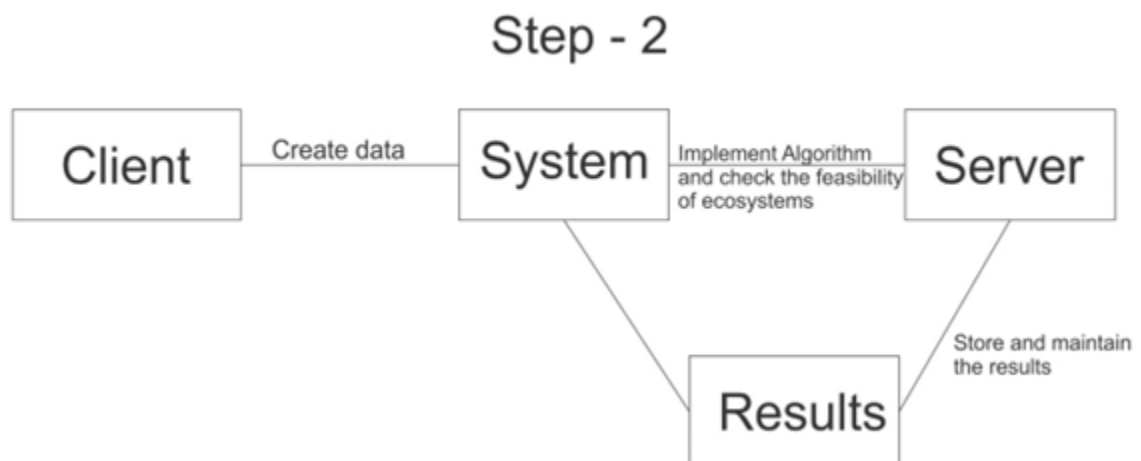 Step - 2
Client
Create data
System
Implement Algorithm
and check the feasibility
of ecosystems
Server
Store and maintain
the results
Results